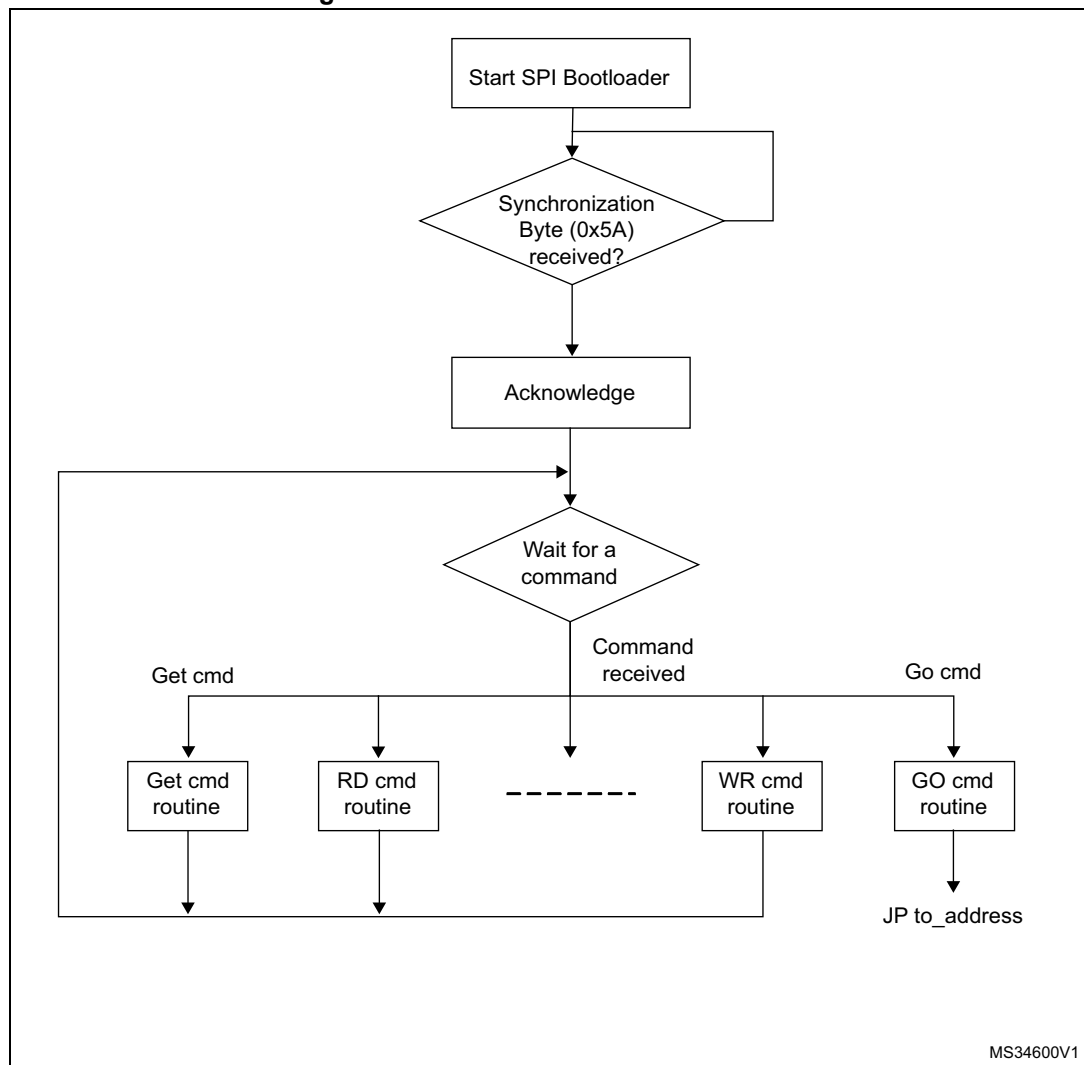 Start SPI Bootloader
Synchronization
Byte (0x5A)
received?
Acknowledge
Wait for a
command
Command
received
Get cmd
Go cmd
Get cmd
routine
RD cmd
routine
WR cmd
routine
GO cmd
routine
JP to_address
MS34600V1